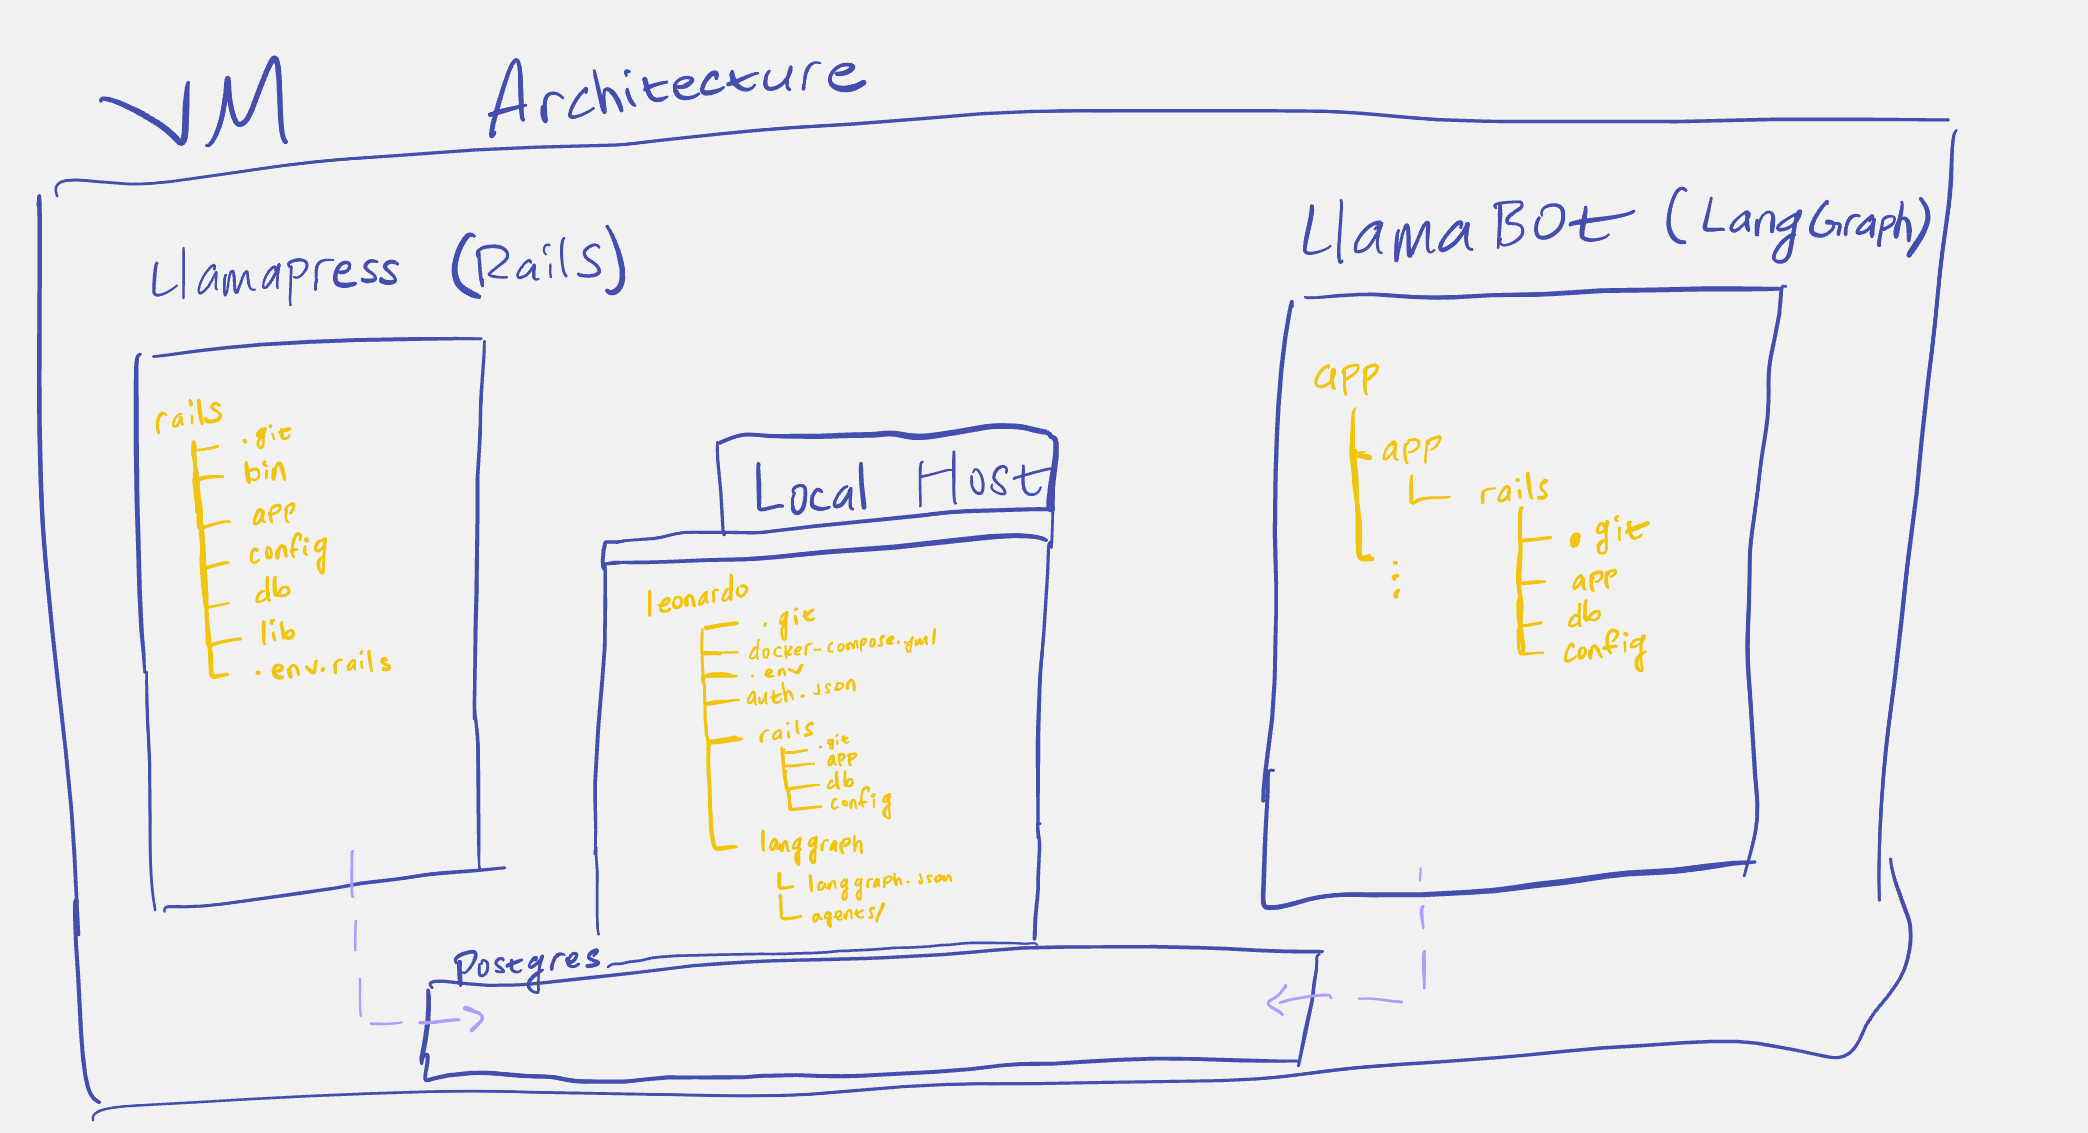 VM Architecture
Llamapress (Rails)
rails
.git
bin
app
config
db
lib
.env.rails
Local Host
leonardo
.git
docker-compose.yml
.env
auth.json
rails
.git
app
db
config
langgraph
langgraph.json
agents/
LlamaBot (LangGraph)
app
app
rails
.git
app
db
config
Postgres